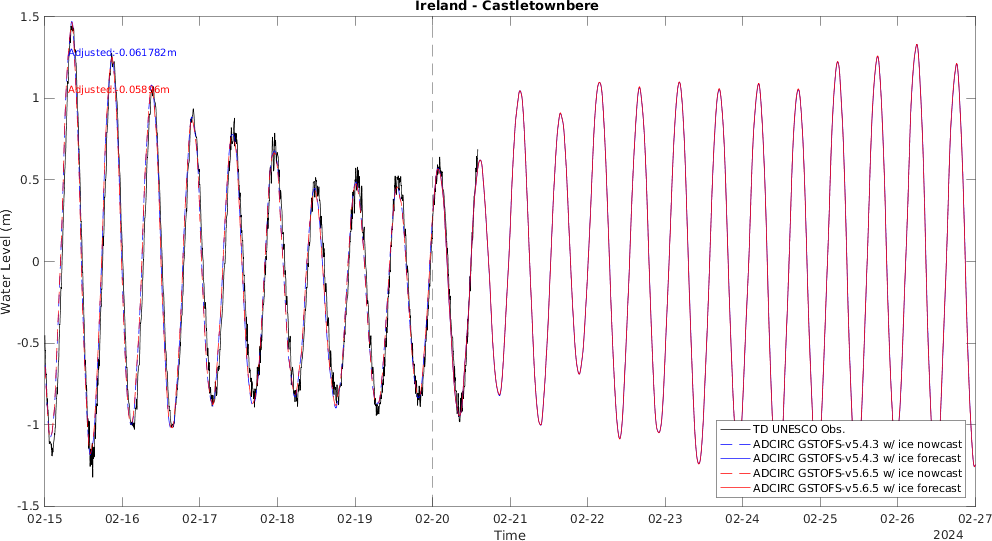 Ireland - Castletownbere
1.5
1
0.5
0
-0.5
-1
-1.5
Water Level (m)
Adjusted:-0.061782m
TD UNESCO Obs.
ADCIRC GSTOFS-v5.4.3 w/ ice nowcast
ADCIRC GSTOFS-v5.4.3 w/ ice forecast
ADCIRC GSTOFS-v5.6.5 w/ ice nowcast
ADCIRC GSTOFS-v5.6.5 w/ ice forecast
02-15 02-16 02-17 02-18 02-19 02-20 02-21 02-22 02-23 02-24 02-25 02-26 02-27
Time
2024